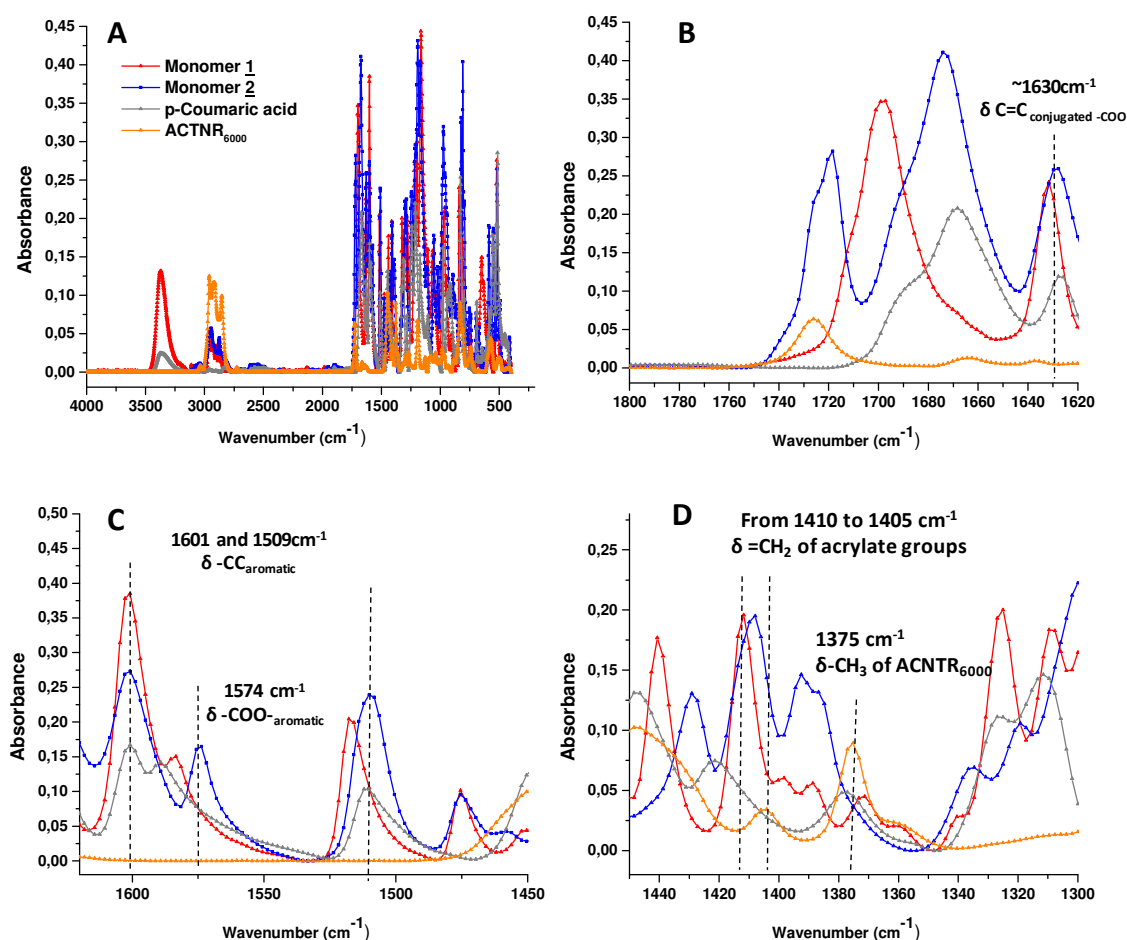 A
Monomer 1
Monomer 2
p-Coumaric acid
ACTNR6000
0,45
0,40
0,35
0,30
0,25
0,20
0,15
0,10
0,05
0,00
Absorbance
4000 3500 3000 2500 2000 1500 1000 500
Wavenumber (cm-1)
B
~1630cm-1
δ C=Cconjugated -COO
0,45
0,40
0,35
0,30
0,25
0,20
0,15
0,10
0,05
0,00
Absorbance
1800 1780 1760 1740 1720 1700 1680 1660 1640 1620
Wavenumber (cm-1)
C
1601 and 1509cm-1
δ -CCaromatic
1574 cm-1
δ -COO-aromatic
0,50
0,45
0,40
0,35
0,30
0,25
0,20
0,15
0,10
0,05
0,00
Absorbance
1600 1550 1500 1450
Wavenumber (cm-1)
D
From 1410 to 1405 cm-1
δ =CH2 of acrylate groups
1375 cm-1
δ-CH3 of ACNTR6000
0,25
0,20
0,15
0,10
0,05
0,00
Absorbance
1440 1420 1400 1380 1360 1340 1320 1300
Wavenumber (cm-1)